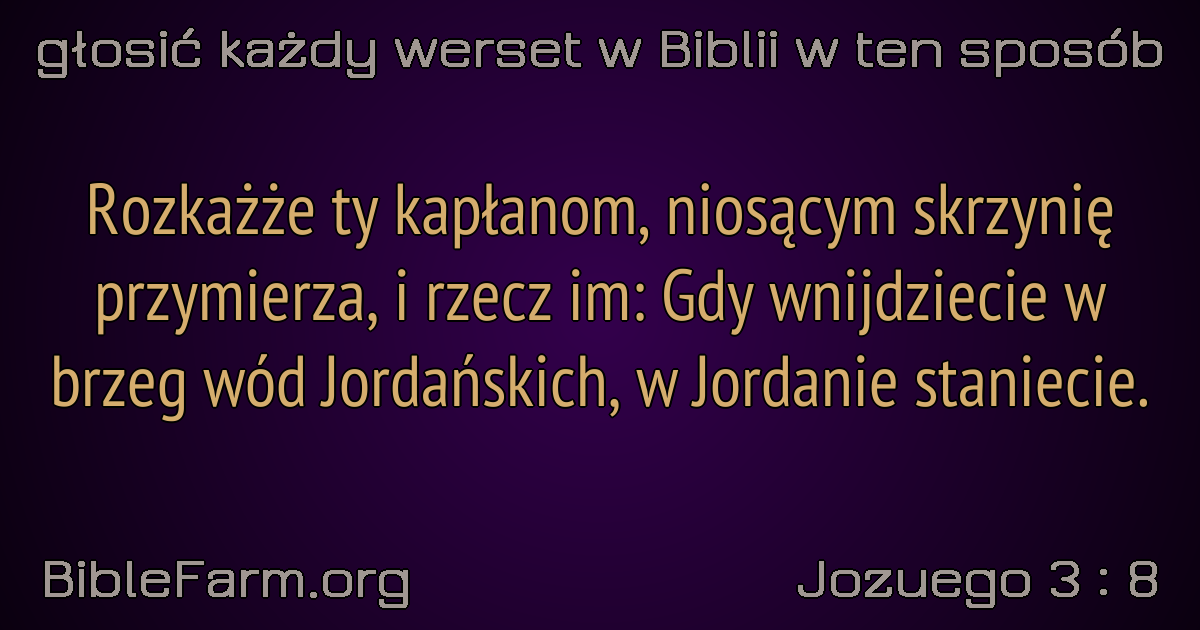 głosić każdy werset w Biblii w ten sposób
Rozkażże ty kapłanom, niosącym skrzynię
przymierza, i rzecz im: Gdy wnijdziecie w
brzeg wód Jordańskich, w Jordanie staniecie.
BibleFarm.org
Jozuego 3 : 8